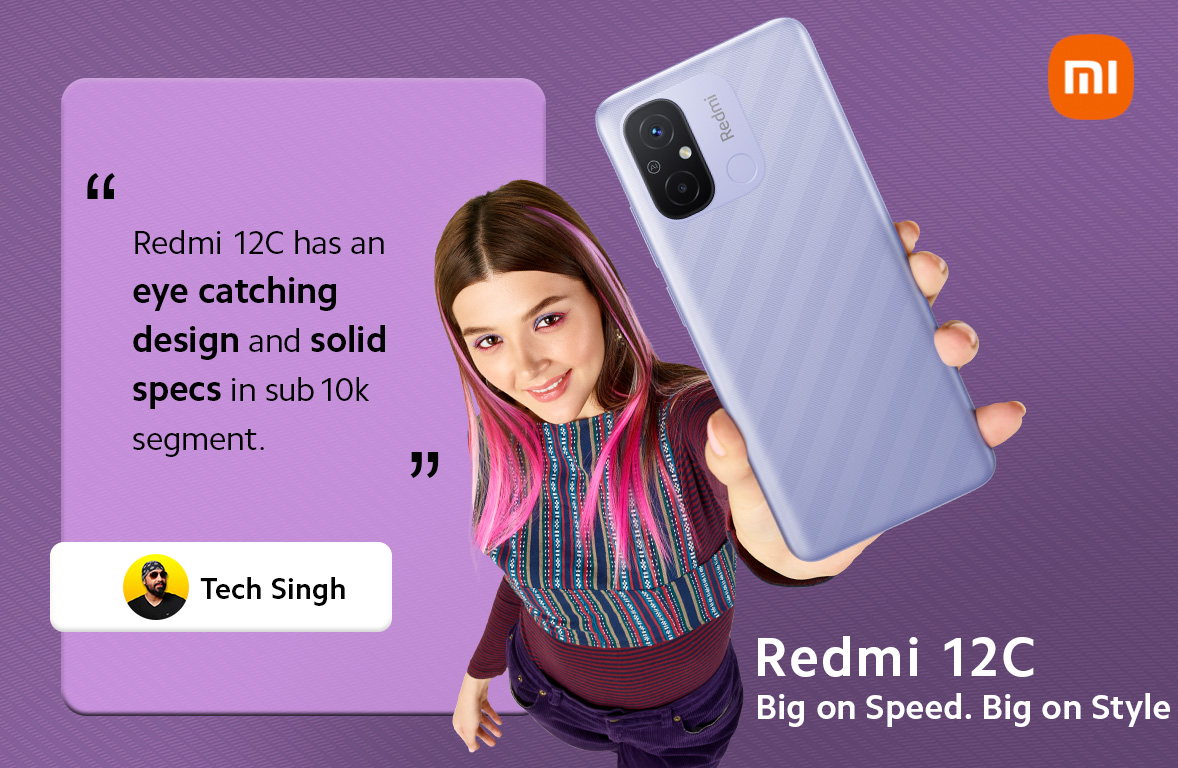 “
Redmi 12C has an
eye catching
design and solid
specs in sub 10k
segment.
”
Tech Singh
Redmi
AI
mi
Redmi 12C
Big on Speed. Big on Style